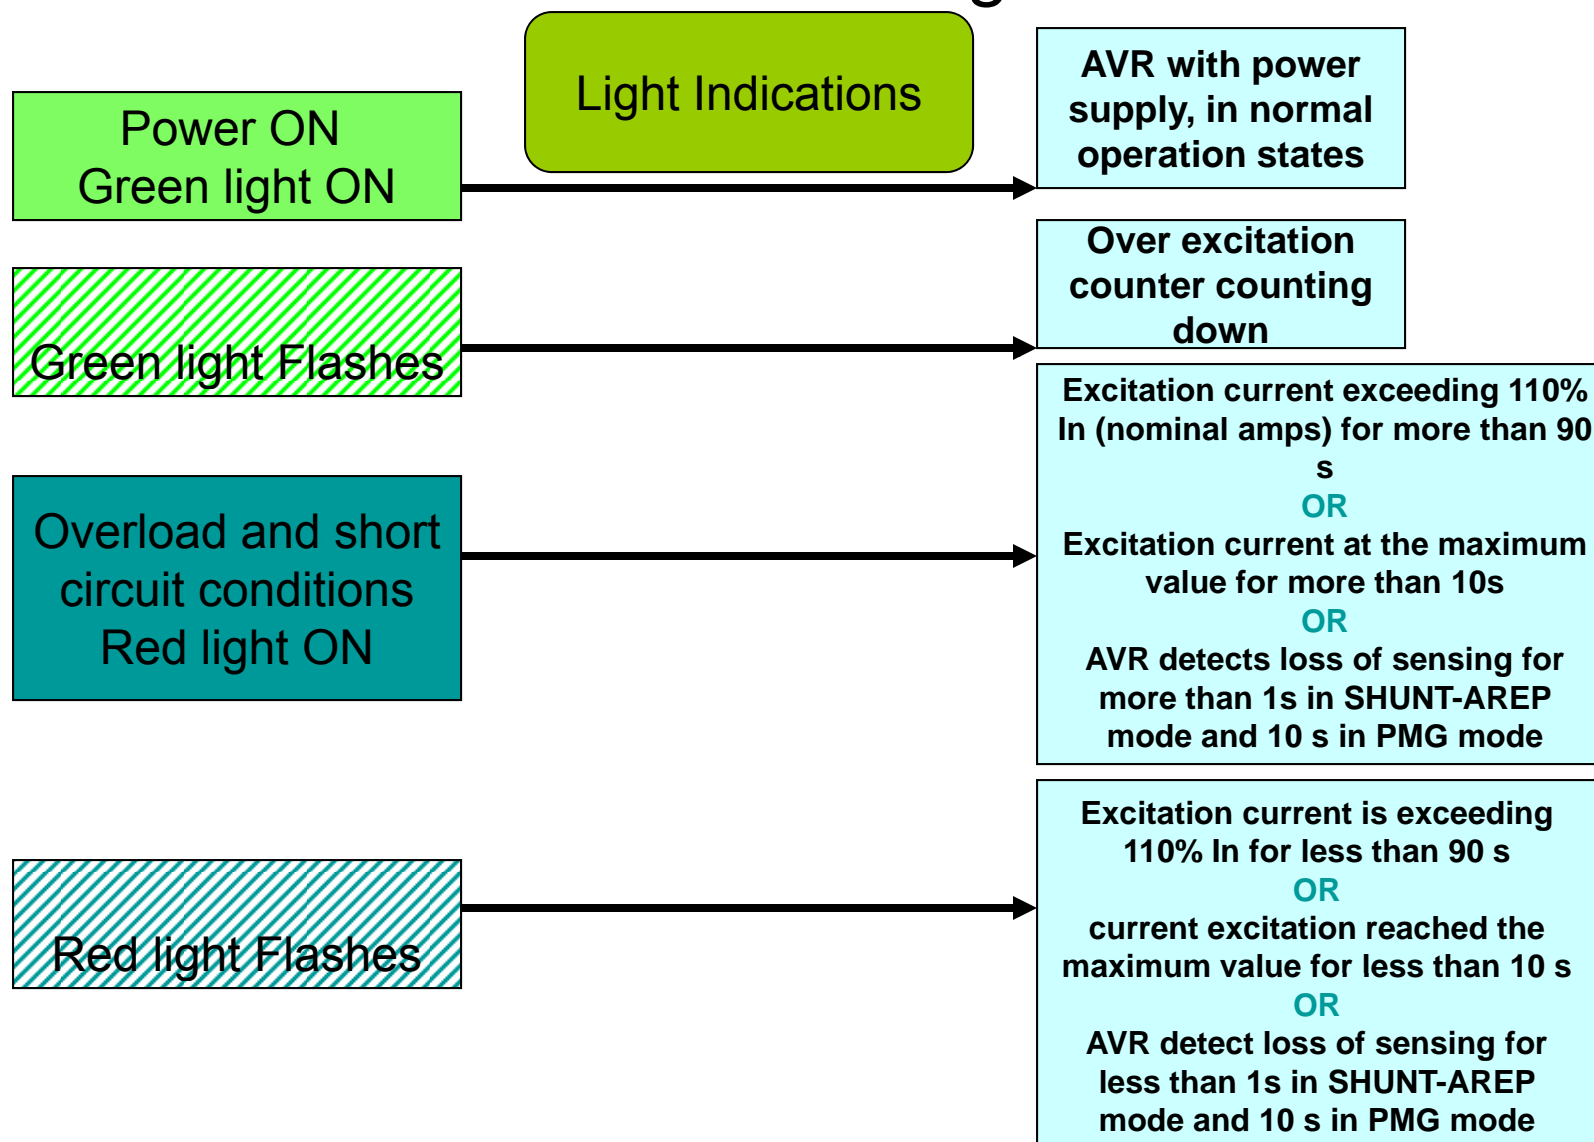 Light Indications
Power ON
Green light ON
AVR with power
supply, in normal
operation states
Green light Flashes
Over excitation
counter counting
down
Overload and short
circuit conditions
Red light ON
Excitation current exceeding 110%
In (nominal amps) for more than 90
s
OR
Excitation current at the maximum
value for more than 10s
OR
AVR detects loss of sensing for
more than 1s in SHUNT-AREP
mode and 10 s in PMG mode
Red light Flashes
Excitation current is exceeding
110% In for less than 90 s
OR
current excitation reached the
maximum value for less than 10 s
OR
AVR detect loss of sensing for
less than 1s in SHUNT-AREP
mode and 10 s in PMG mode